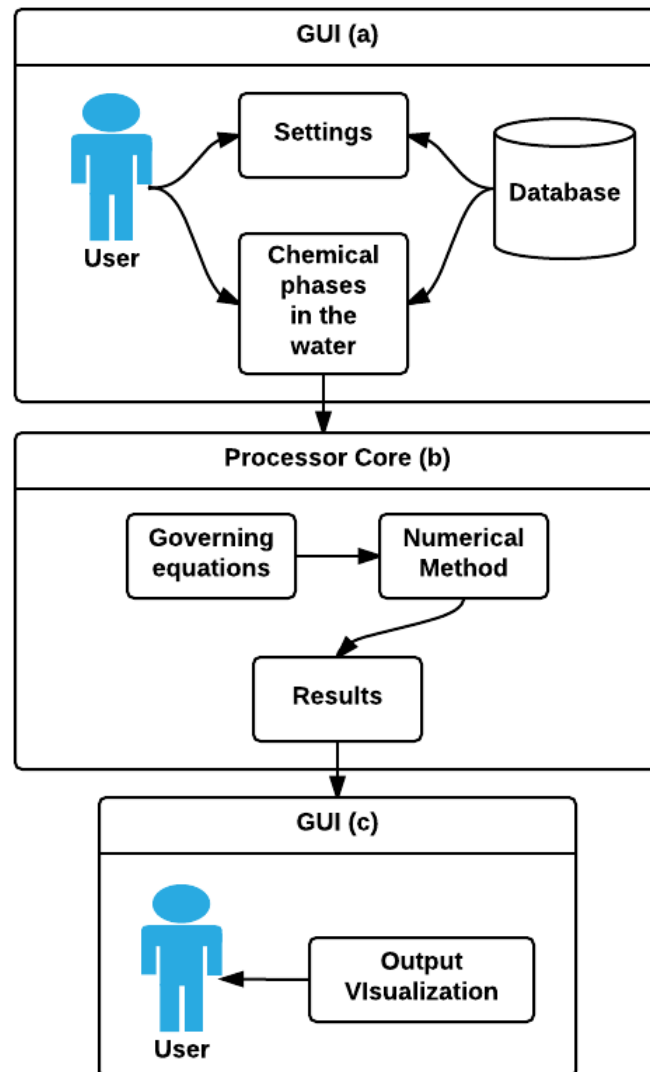 GUI (a)
Settings
Database
User
Chemical
phases
in the
water
Processor Core (b)
Governing
equations
Numerical
Method
Results
GUI (c)
Output
VIsualization
User